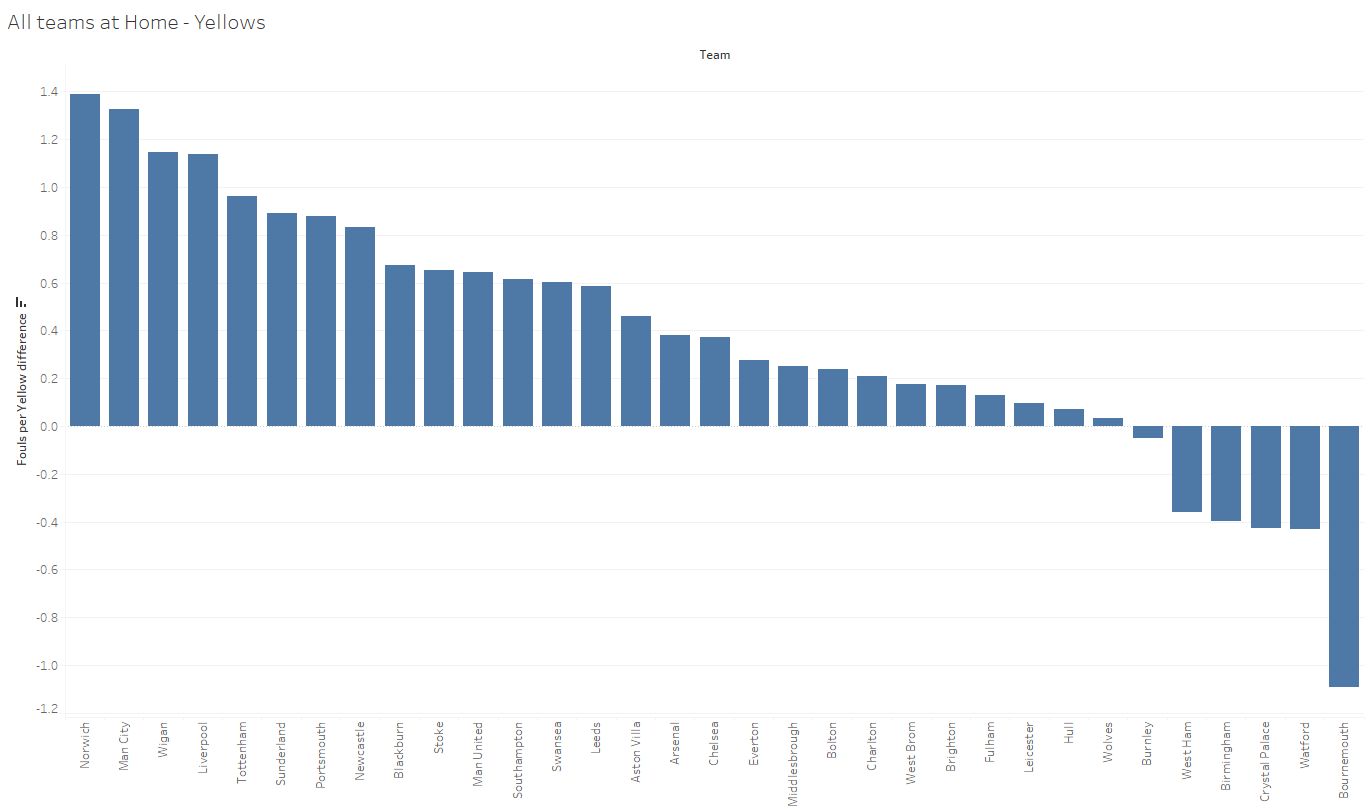 All teams at Home - Yellows
Team
Fouls per Yellow difference
1.4
1.2
1.0
0.8
0.6
0.4
0.2
0.0
-0.2
-0.4
-0.6
-0.8
-1.0
-1.2
Norwich
Man City
Wigan
Liverpool
Tottenham
Sunderland
Portsmouth
Newcastle
Blackburn
Stoke
Man United
Southampton
Swansea
Leeds
Aston Villa
Arsenal
Chelsea
Everton
Middlesbrough
Bolton
Charlton
West Brom
Brighton
Fulham
Leicester
Hull
Wolves
Burnley
West Ham
Birmingham
Crystal Palace
Watford
Bournemouth